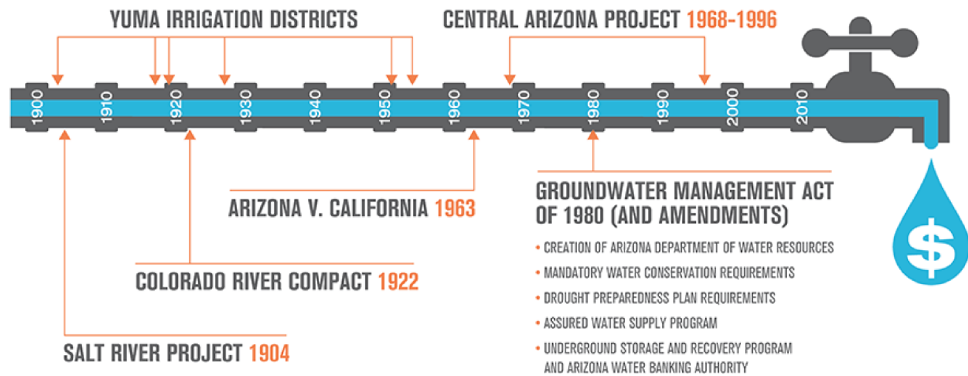 YUMA IRRIGATION DISTRICTS
CENTRAL ARIZONA PROJECT 1968-1996
1900
1910
1920
1930
1940
1950
1960
1970
1980
1990
2000
2010
ARIZONA V. CALIFORNIA 1963
COLORADO RIVER COMPACT 1922
SALT RIVER PROJECT 1904
GROUNDWATER MANAGEMENT ACT
OF 1980 (AND AMENDMENTS)
• CREATION OF ARIZONA DEPARTMENT OF WATER RESOURCES
• MANDATORY WATER CONSERVATION REQUIREMENTS
• DROUGHT PREPAREDNESS PLAN REQUIREMENTS
• ASSURED WATER SUPPLY PROGRAM
• UNDERGROUND STORAGE AND RECOVERY PROGRAM
AND ARIZONA WATER BANKING AUTHORITY
$